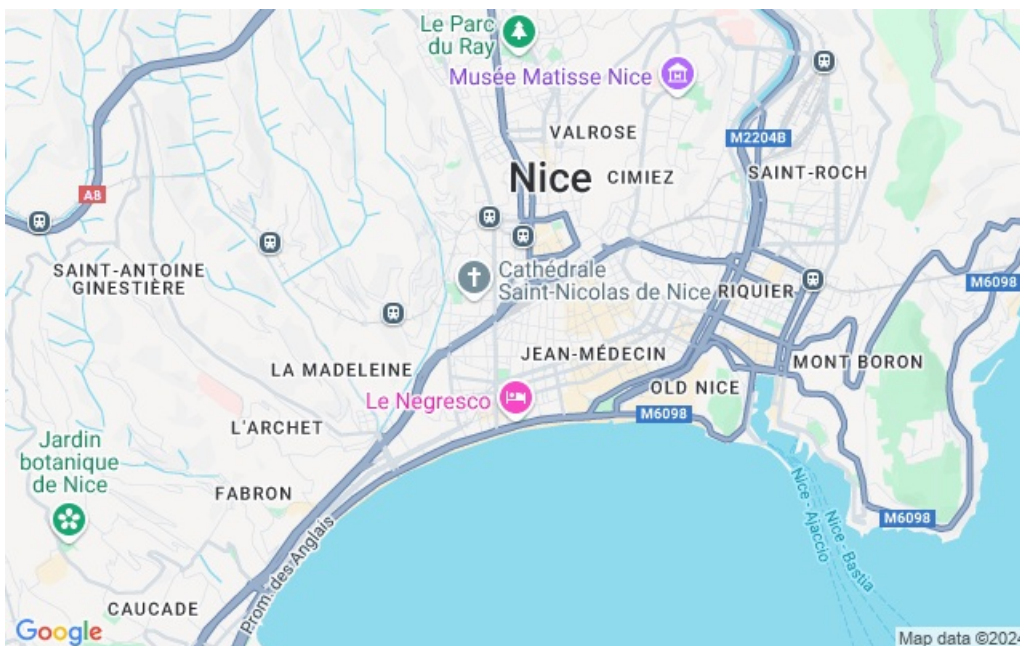 Le Parc
du Ray
Musée Matisse Nice
VALROSE
M2204B
Nice
CIMIEZ
SAINT-ROCH
A8
SAINT-ANTOINE
GINESTIÈRE
Cathédrale
Saint-Nicolas de Nice
RIQUIER
M6098
JEAN-MÉDECIN
MONT BORON
LA MADELEINE
OLD NICE
Le Negresco
M6098
L'ARCHET
Jardin
botanique
de Nice
FABRON
Nice - Ajaccio
Nice - Bastia
M6098
Prom. des Anglais
CAUCADE
Google
Map data ©2024